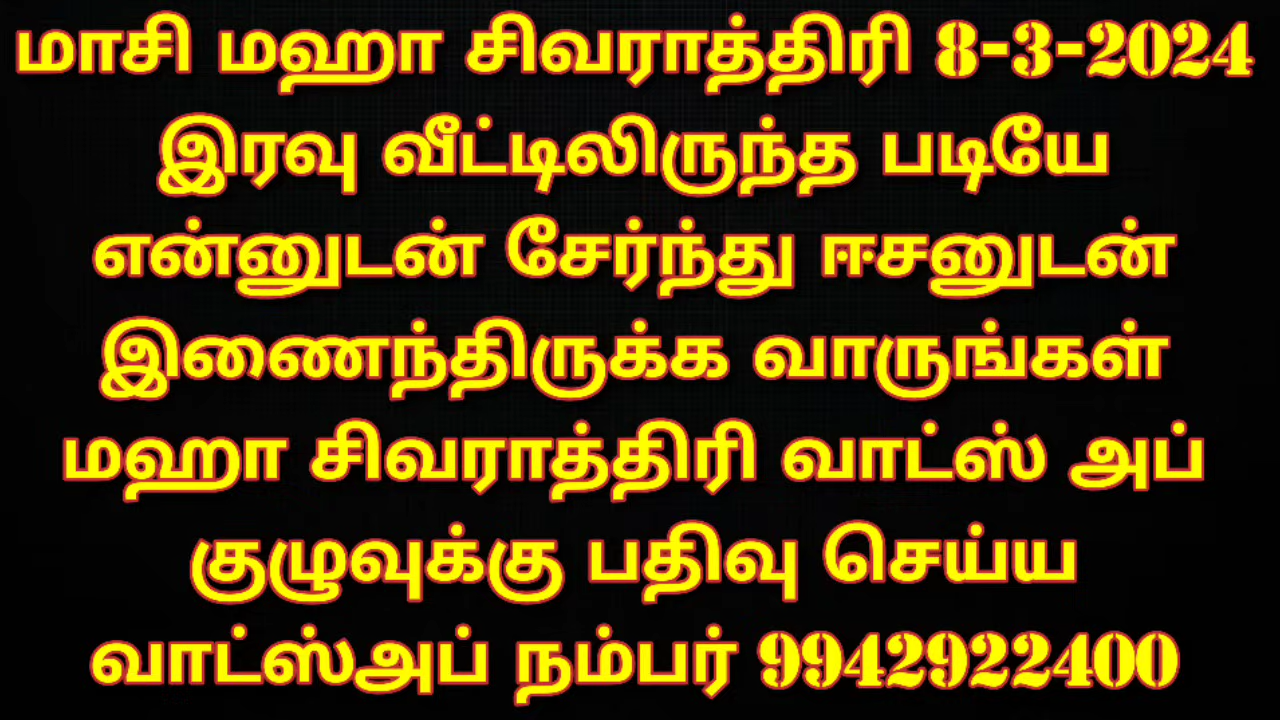 மாசி மஹா சிவராத்திரி 8-3-2024
இரவு வீட்டிலிருந்த படியே
என்னுடன் சேர்ந்து ஈசனுடன்
இணைந்திருக்க வாருங்கள்
மஹா சிவராத்திரி வாட்ஸ் அப்
குழுவுக்கு பதிவு செய்ய
வாட்ஸ்அப் நம்பர் 9942922400